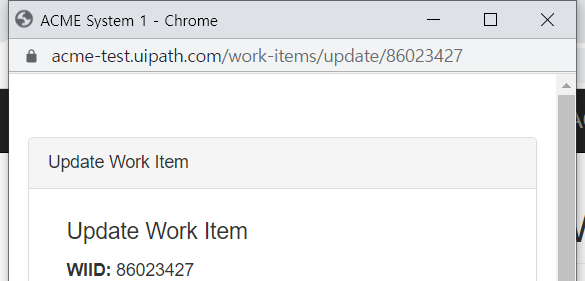 ACME System 1 - Chrome
acme-test.uipath.com/work-items/update/86023427
Update Work Item
Update Work Item
WIID: 86023427